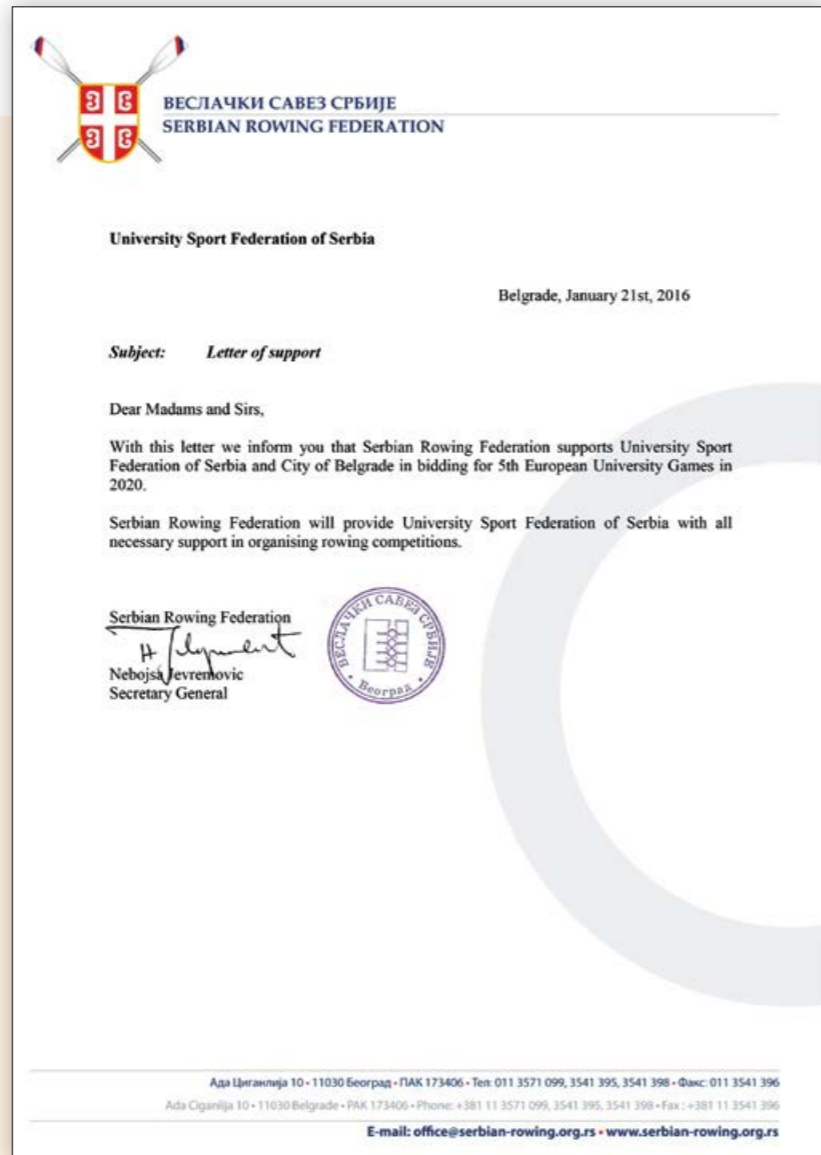 ВЕСЛАЧКИ САВЕЗ СРБИЈЕ
SERBIAN ROWING FEDERATION
University Sport Federation of Serbia
Belgrade, January 21st, 2016
Subject: Letter of support
Dear Madams and Sirs,
With this letter we inform you that Serbian Rowing Federation supports University Sport
Federation of Serbia and City of Belgrade in bidding for 5th European University Games in
2020.
Serbian Rowing Federation will provide University Sport Federation of Serbia with all
necessary support in organising rowing competitions.
Serbian Rowing Federation
Nebojsa Jevremovic
Secretary General
ВЕСЛАЧКИ САВЕЗ СРБИЈЕ
Београд
Ада Циганлија 10 • 11030 Београд • ПАК 173406 • Тел: 011 3571 099, 3541 395, 3541 398 • Факс: 011 3541 396
Ada Ciganlija 10 • 11030 Belgrade • PAK 173406 • Phone: +381 11 3571 099, 3541 395, 3541 398 • Fax : +381 11 3541 396
E-mail: office@serbian-rowing.org.rs • www.serbian-rowing.org.rs